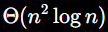 Θ(n² log n)